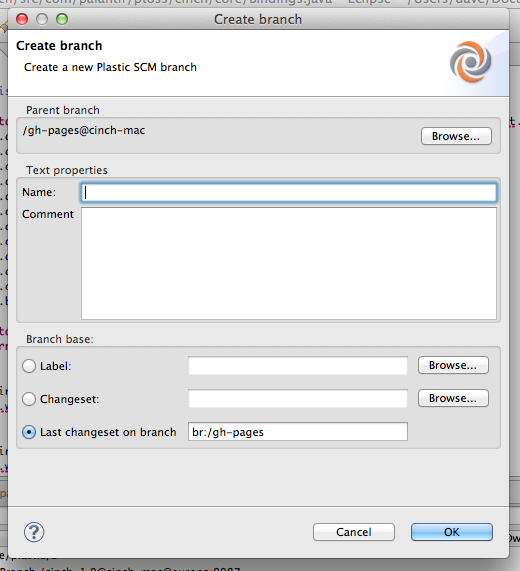 Create branch
Create branch
Create a new Plastic SCM branch
Parent branch
/gh-pages@cinch-mac
Browse...
Text properties
Name:
Comment
Branch base:
Label:
Browse...
Changeset:
Browse...
Last changeset on branch
br:/gh-pages
?
Cancel
OK